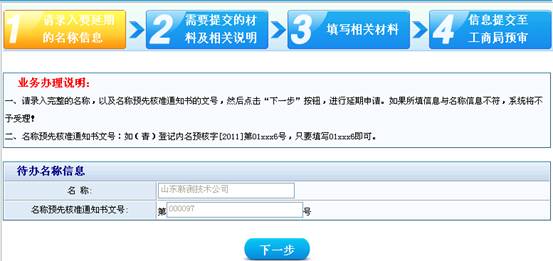 1 请录入要延期的名称信息
2 需要提交的材料及相关说明
3 填写相关材料
4 信息提交至工商局预审
业务办理说明:
一、请录入完整的名称，以及名称预先核准通知书的文号，然后点击“下一步”按钮，进行延期申请。如果所填信息与名称信息不符，系统将不
予受理!
二、名称预先核准通知书文号：如(青)登记内名预核字[2011]第01xxx6号，只要填写01xxx6即可。
待办名称信息
名 称: 山东新测技术公司
名称预先核准通知书文号: 第000097号
下一步